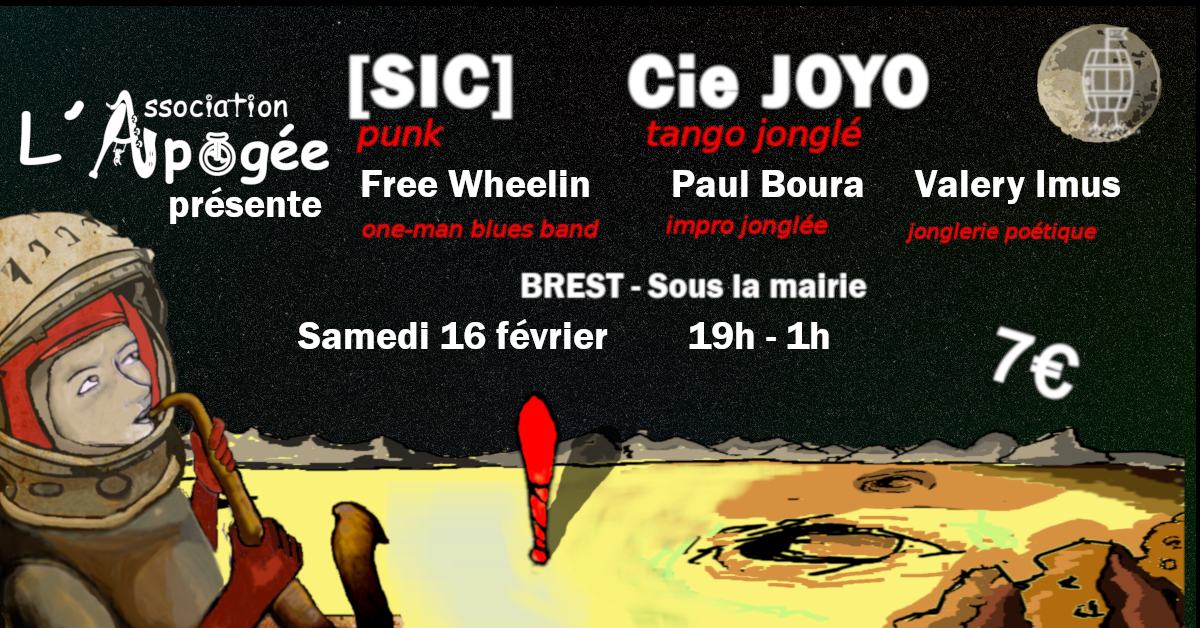 L'Association
Apogée
présente
[SIC]
punk
Cie JOYO
tango jonglé
Free Wheelin
one-man blues band
Paul Boura
impro jonglée
Valery Imus
jonglerie poétique
BREST - Sous la mairie
Samedi 16 février
19h - 1h
7€